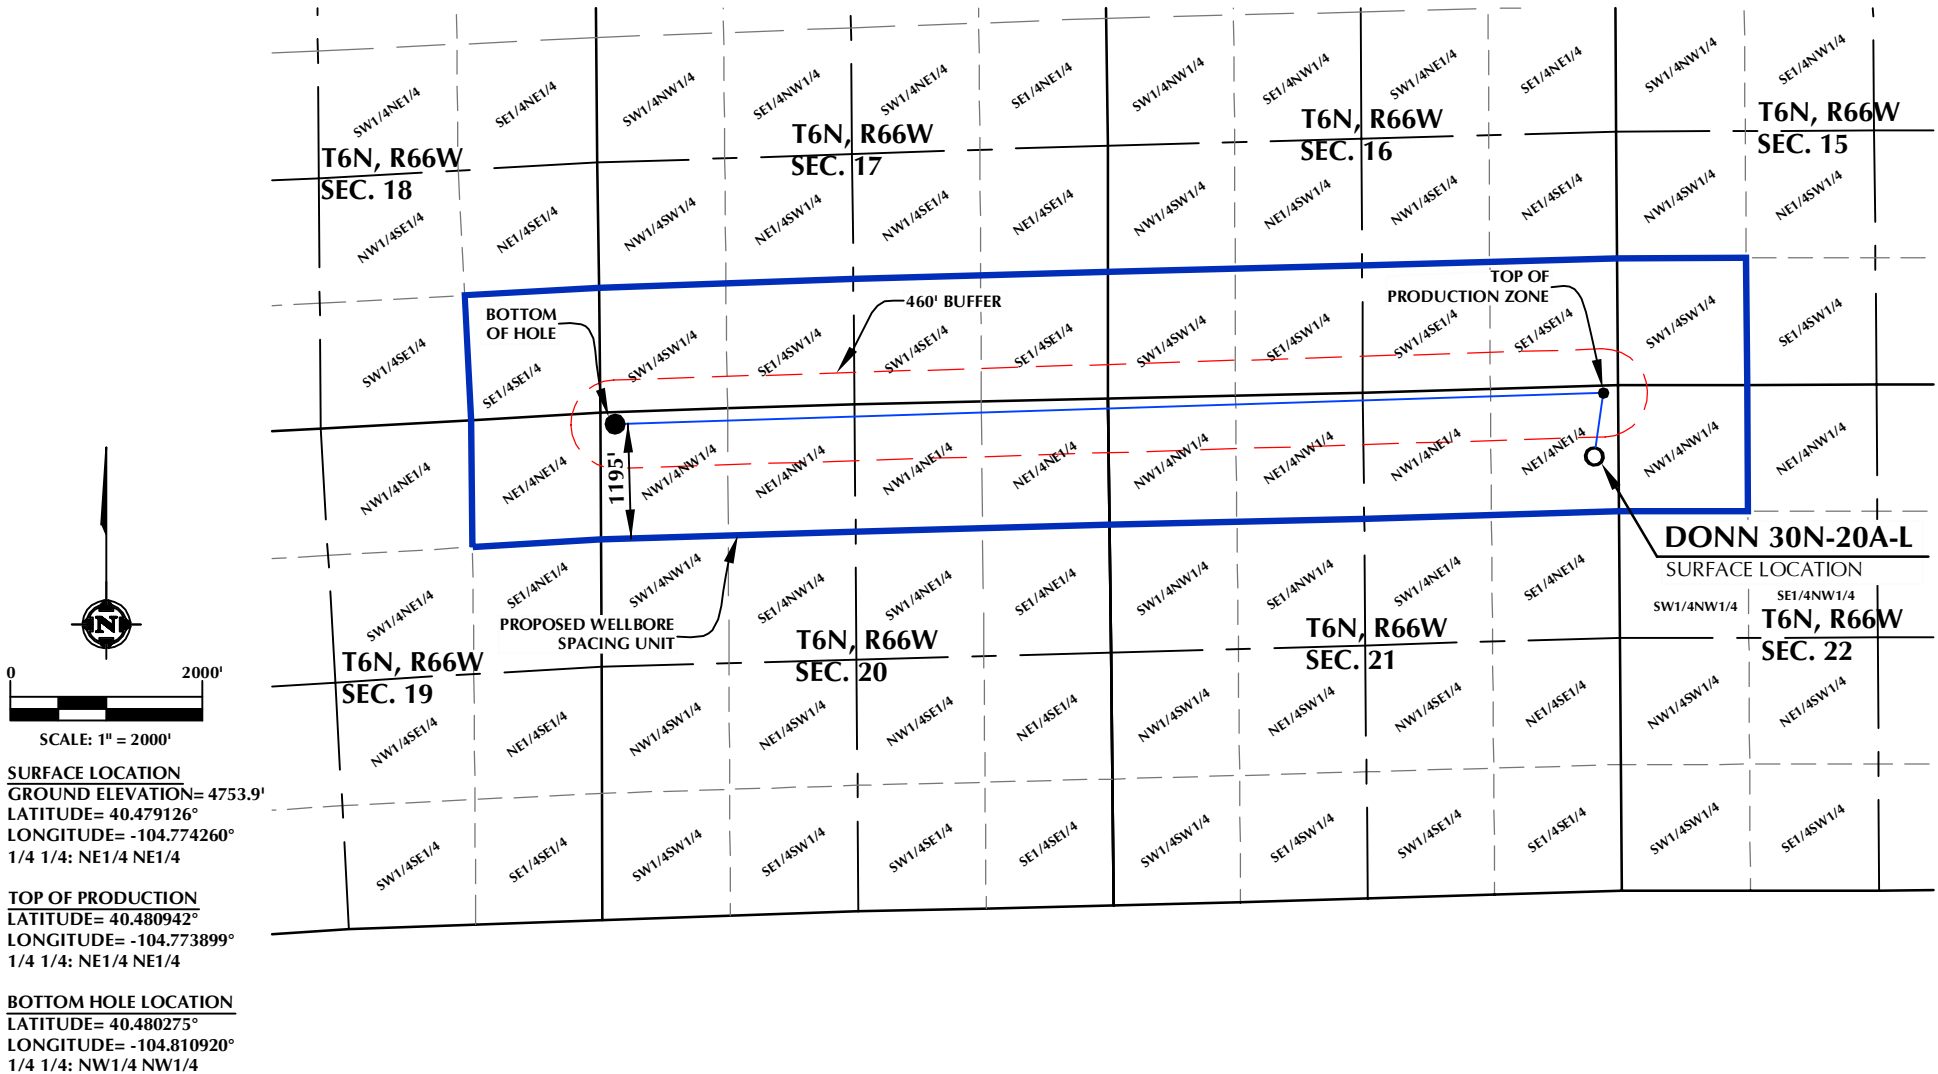 SW1/4NE1/4
SE1/4NE1/4
SW1/4NW1/4
SE1/4NW1/4
SW1/4NE1/4
SE1/4NE1/4
SW1/4NW1/4
SE1/4NW1/4
SW1/4NE1/4
SE1/4NE1/4
SW1/4NW1/4
SE1/4NW1/4
T6N, R66W
SEC. 18
T6N, R66W
SEC. 17
T6N, R66W
SEC. 16
T6N, R66W
SEC. 15
NW1/4SE1/4
NE1/4SE1/4
NW1/4SW1/4
NE1/4SW1/4
NW1/4SE1/4
NE1/4SE1/4
NW1/4SW1/4
NE1/4SW1/4
NW1/4SE1/4
NE1/4SE1/4
NW1/4SW1/4
NE1/4SW1/4
BOTTOM
OF HOLE
460' BUFFER
TOP OF
PRODUCTION ZONE
SW1/4SE1/4
SE1/4SE1/4
SW1/4SW1/4
SE1/4SW1/4
SW1/4SE1/4
SE1/4SE1/4
SW1/4SW1/4
SE1/4SW1/4
SW1/4SE1/4
SE1/4SE1/4
SW1/4SW1/4
SE1/4SW1/4
1195'
NW1/4NE1/4
NE1/4NE1/4
NW1/4NW1/4
NE1/4NW1/4
NW1/4NE1/4
NE1/4NE1/4
NW1/4NW1/4
NE1/4NW1/4
NW1/4NE1/4
NE1/4NE1/4
NW1/4NW1/4
NE1/4NW1/4
DONN 30N-20A-L
SURFACE LOCATION
SW1/4NE1/4
SE1/4NE1/4
SW1/4NW1/4
SE1/4NW1/4
SW1/4NE1/4
SE1/4NE1/4
SW1/4NW1/4
SE1/4NW1/4
SW1/4NE1/4
SE1/4NE1/4
SW1/4NW1/4
SE1/4NW1/4
PROPOSED WELLBORE
SPACING UNIT
T6N, R66W
SEC. 19
T6N, R66W
SEC. 20
T6N, R66W
SEC. 21
T6N, R66W
SEC. 22
NW1/4SE1/4
NE1/4SE1/4
NW1/4SW1/4
NE1/4SW1/4
NW1/4SE1/4
NE1/4SE1/4
NW1/4SW1/4
NE1/4SW1/4
NW1/4SE1/4
NE1/4SE1/4
NW1/4SW1/4
NE1/4SW1/4
SW1/4SE1/4
SE1/4SE1/4
SW1/4SW1/4
SE1/4SW1/4
SW1/4SE1/4
SE1/4SE1/4
SW1/4SW1/4
SE1/4SW1/4
SW1/4SE1/4
SE1/4SE1/4
SW1/4SW1/4
SE1/4SW1/4
N
0 2000'
SCALE: 1" = 2000'
SURFACE LOCATION
GROUND ELEVATION= 4753.9'
LATITUDE= 40.479126°
LONGITUDE= -104.774260°
1/4 1/4: NE1/4 NE1/4
TOP OF PRODUCTION
LATITUDE= 40.480942°
LONGITUDE= -104.773899°
1/4 1/4: NE1/4 NE1/4
BOTTOM HOLE LOCATION
LATITUDE= 40.480275°
LONGITUDE= -104.810920°
1/4 1/4: NW1/4 NW1/4